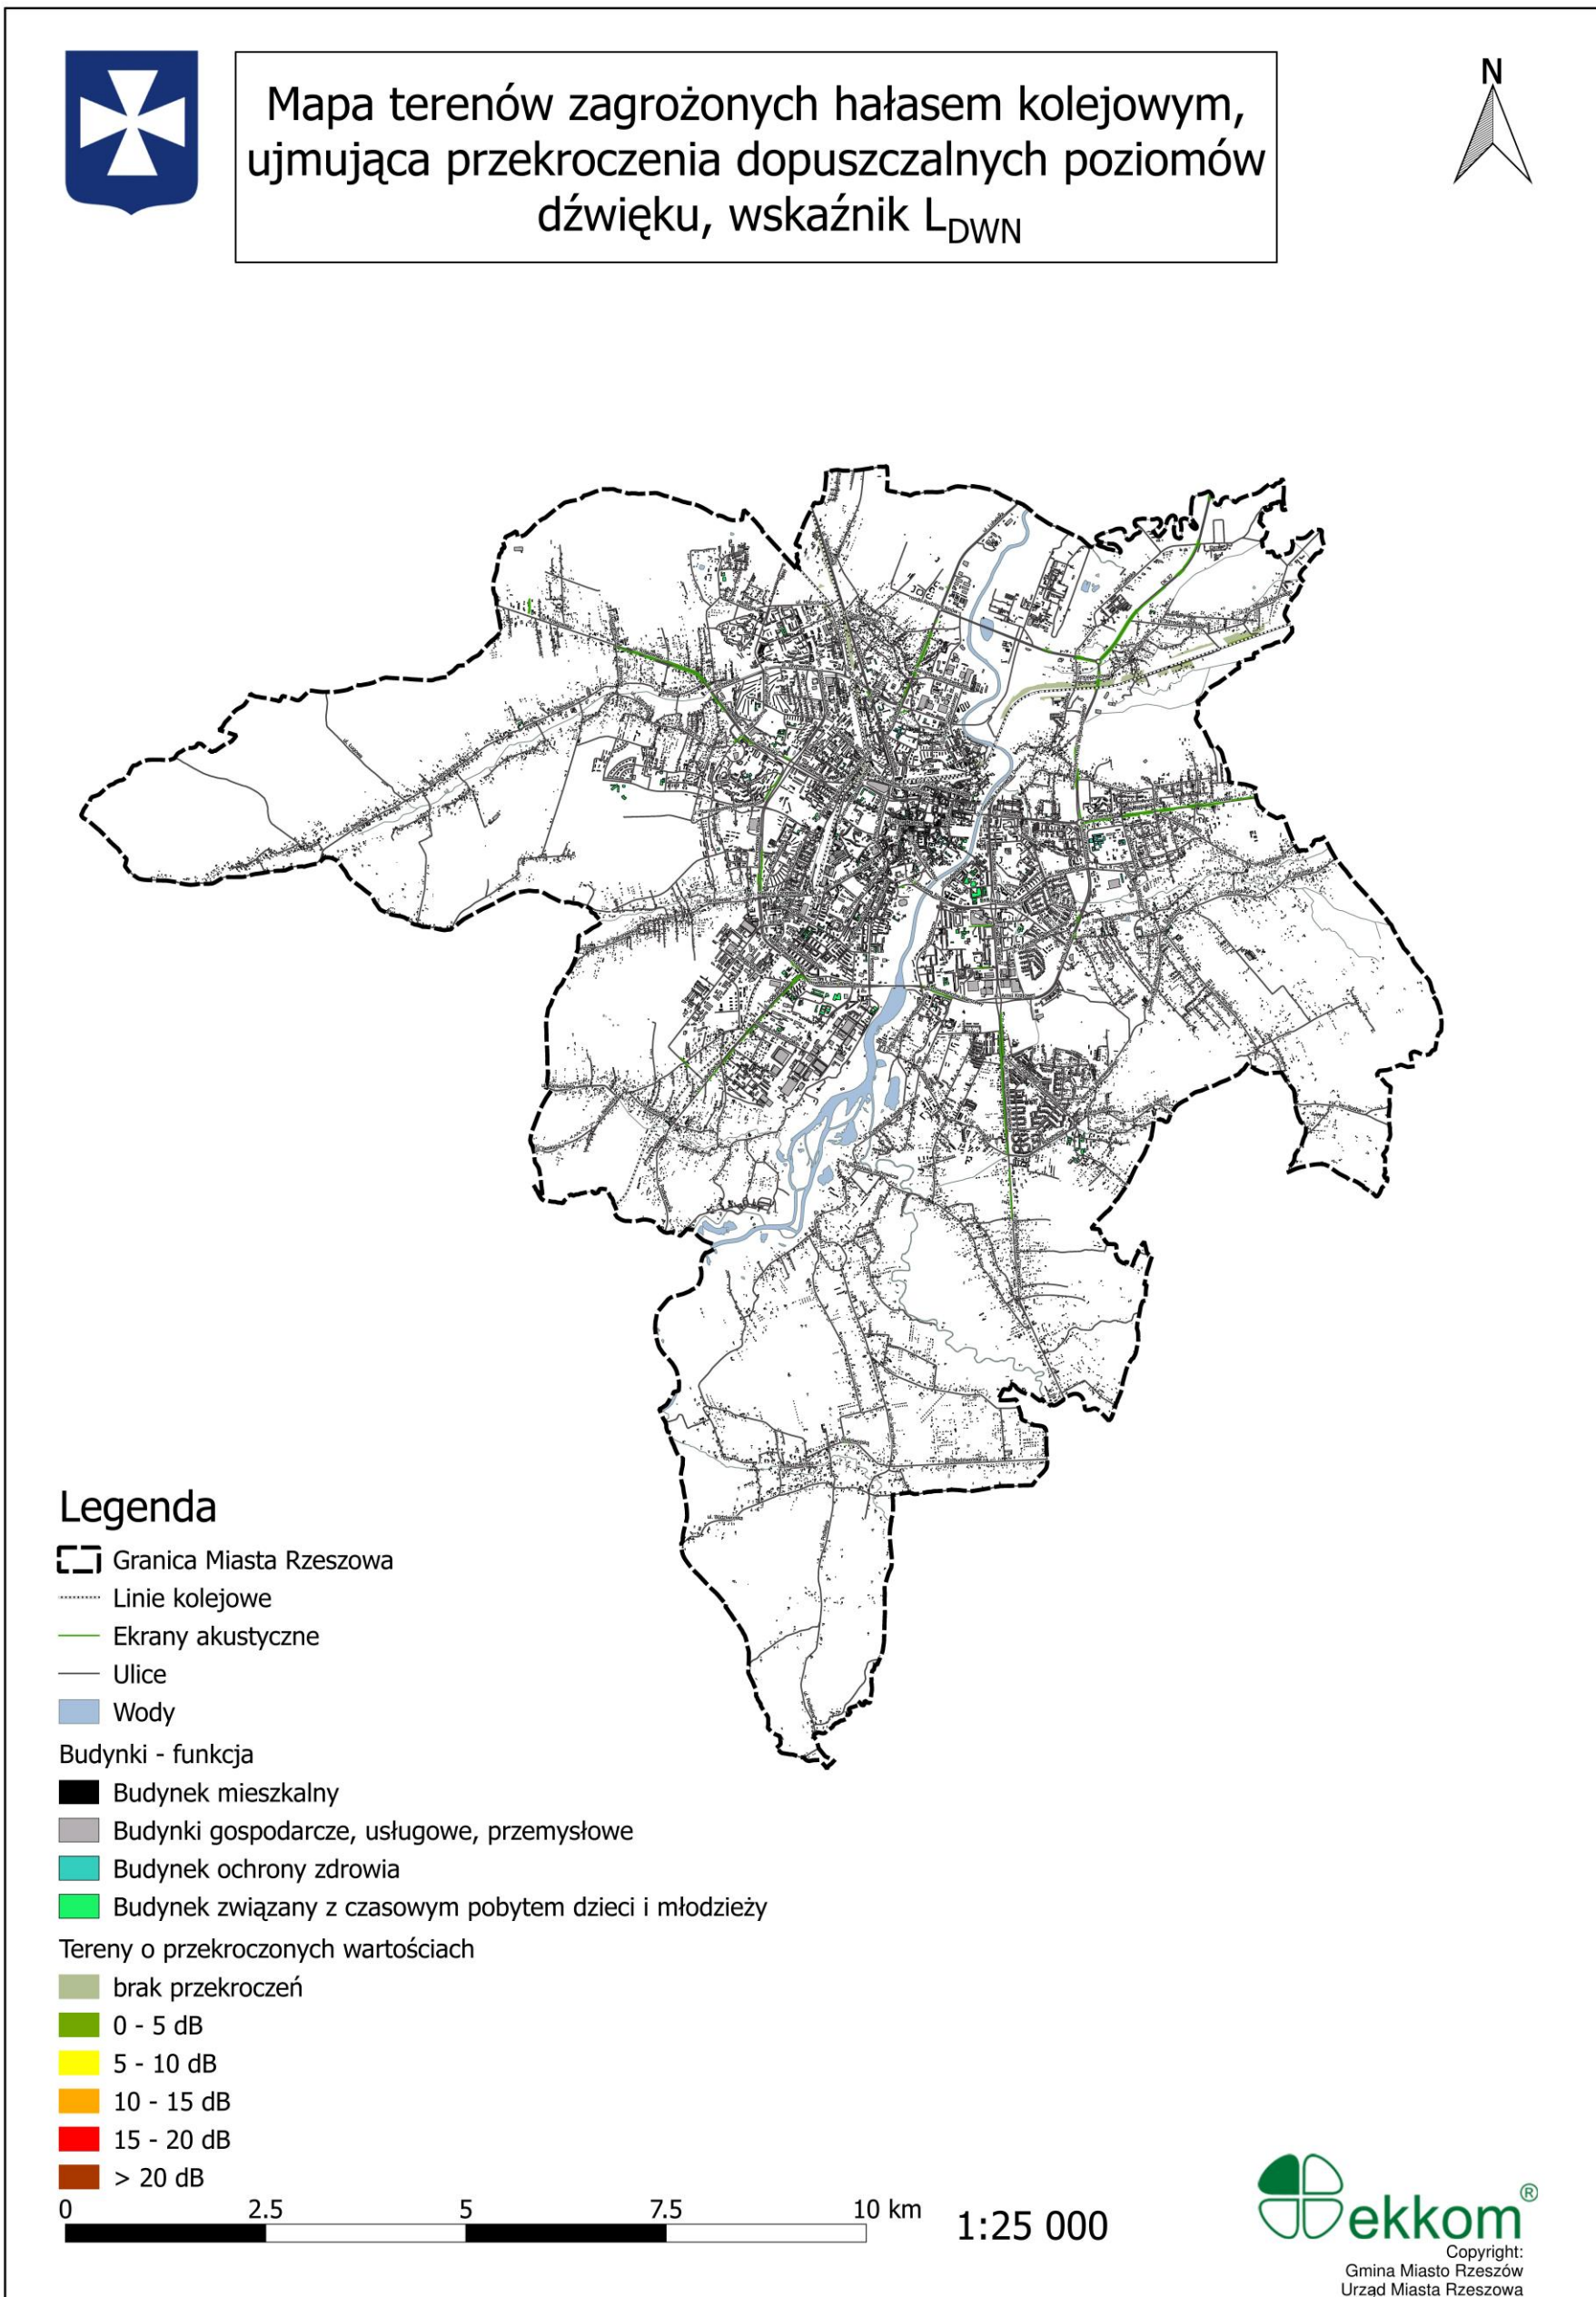 Mapa terenów zagrożonych hałasem kolejowym,
ujmująca przekroczenia dopuszczalnych poziomów
dźwięku, wskaźnik LDWN
N
Legenda
Granica Miasta Rzeszowa
Linie kolejowe
Ekrany akustyczne
Ulice
Wody
Budynki - funkcja
Budynek mieszkalny
Budynki gospodarcze, usługowe, przemysłowe
Budynek ochrony zdrowia
Budynek związany z czasowym pobytem dzieci i młodzieży
Tereny o przekroczonych wartościach
brak przekroczeń
0 - 5 dB
5 - 10 dB
10 - 15 dB
15 - 20 dB
> 20 dB
0 2.5 5 7.5 10 km
1:25 000
ekkom®
Copyright:
Gmina Miasto Rzeszów
Urząd Miasta Rzeszowa